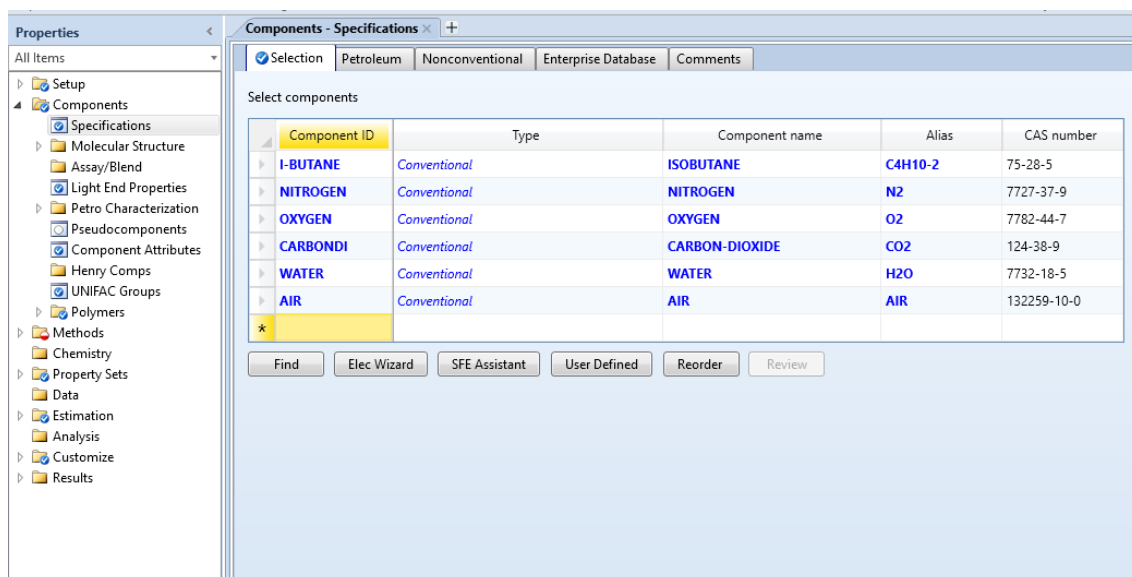 Properties <
All Items
Setup
Components
Specifications
Molecular Structure
Assay/Blend
Light End Properties
Petro Characterization
Pseudocomponents
Component Attributes
Henry Comps
UNIFAC Groups
Polymers
Methods
Chemistry
Property Sets
Data
Estimation
Analysis
Customize
Results
Components - Specifications × +
Selection Petroleum Nonconventional Enterprise Database Comments
Select components
Component ID Type Component name Alias CAS number
I-BUTANE Conventional ISOBUTANE C4H10-2 75-28-5
NITROGEN Conventional NITROGEN N2 7727-37-9
OXYGEN Conventional OXYGEN O2 7782-44-7
CARBONDI Conventional CARBON-DIOXIDE CO2 124-38-9
WATER Conventional WATER H2O 7732-18-5
AIR Conventional AIR AIR 132259-10-0
*
Find Elec Wizard SFE Assistant User Defined Reorder Review